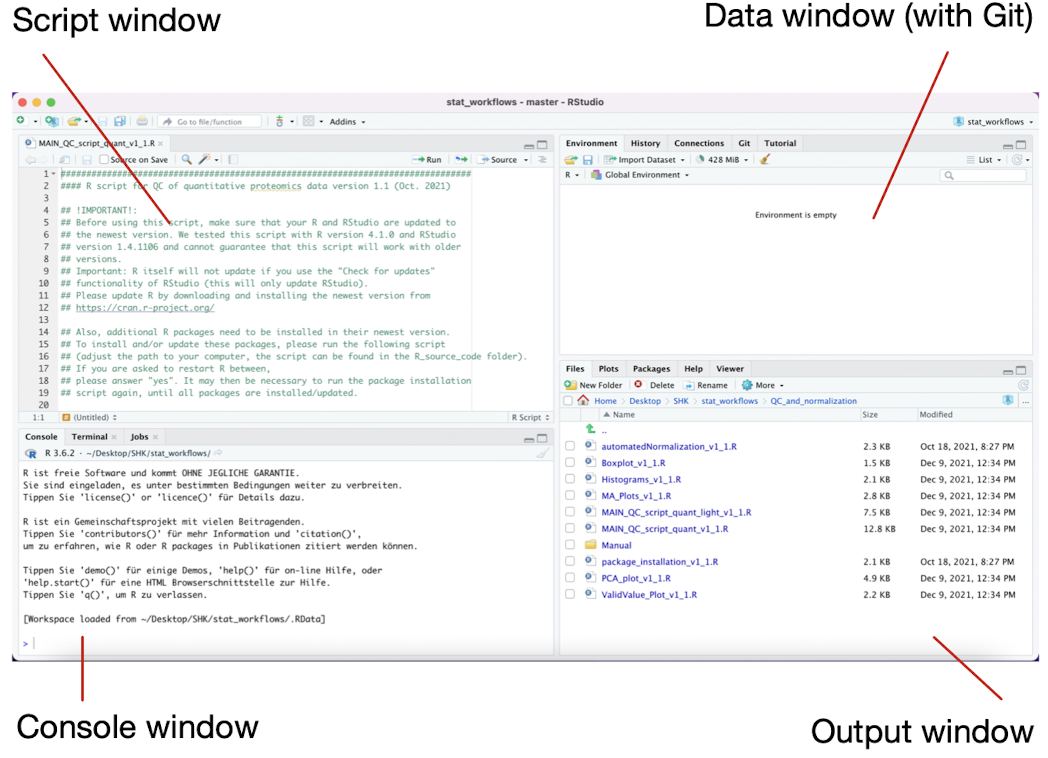 Script window
Data window (with Git)
stat_workflows - master - RStudio
Go to file/function
Addins
stat_workflows
MAIN_QC_script_quant_v1_1.R
Source on Save
Run
Source
1 ################################################################################
2 #### R script for QC of quantitative proteomics data version 1.1 (Oct. 2021)
3
4 ## !IMPORTANT!:
5 ## Before using this script, make sure that your R and RStudio are updated to
6 ## the newest version. We tested this script with R version 4.1.0 and RStudio
7 ## version 1.4.1106 and cannot guarantee that this script will work with older
8 ## versions.
9 ## Important: R itself will not update if you use the "Check for updates"
10 ## functionality of RStudio (this will only update RStudio).
11 ## Please update R by downloading and installing the newest version from
12 ## https://cran.r-project.org/
13
14 ## Also, additional R packages need to be installed in their newest version.
15 ## To install and/or update these packages, please run the following script
16 ## (adjust the path to your computer, the script can be found in the R_source_code folder).
17 ## If you are asked to restart R between,
18 ## please answer "yes". It may then be necessary to run the package installation
19 ## script again, until all packages are installed/updated.
20
1:1 (Untitled) R Script
Console Terminal Jobs
R 3.6.2 · ~/Desktop/SHK/stat_workflows/
R ist freie Software und kommt OHNE JEGLICHE GARANTIE.
Sie sind eingeladen, es unter bestimmten Bedingungen weiter zu verbreiten.
Tippen Sie 'license()' or 'licence()' für Details dazu.
R ist ein Gemeinschaftsprojekt mit vielen Beitragenden.
Tippen Sie 'contributors()' für mehr Information und 'citation()',
um zu erfahren, wie R oder R packages in Publikationen zitiert werden können.
Tippen Sie 'demo()' für einige Demos, 'help()' für on-line Hilfe, oder
'help.start()' für eine HTML Browserschnittstelle zur Hilfe.
Tippen Sie 'q()', um R zu verlassen.
[Workspace loaded from ~/Desktop/SHK/stat_workflows/.RData]
>
Environment History Connections Git Tutorial
Import Dataset 428 MiB List
R Global Environment
Environment is empty
Files Plots Packages Help Viewer
New Folder Delete Rename More
Home Desktop SHK stat_workflows QC_and_normalization ...
Name Size Modified
..
automatedNormalization_v1_1.R 2.3 KB Oct 18, 2021, 8:27 PM
Boxplot_v1_1.R 1.5 KB Dec 9, 2021, 12:34 PM
Histograms_v1_1.R 2.1 KB Dec 9, 2021, 12:34 PM
MA_Plots_v1_1.R 2.8 KB Dec 9, 2021, 12:34 PM
MAIN_QC_script_quant_light_v1_1.R 7.5 KB Dec 9, 2021, 12:34 PM
MAIN_QC_script_quant_v1_1.R 12.8 KB Dec 9, 2021, 12:34 PM
Manual
package_installation_v1_1.R 2.1 KB Oct 18, 2021, 8:27 PM
PCA_plot_v1_1.R 4.9 KB Dec 9, 2021, 12:34 PM
ValidValue_Plot_v1_1.R 2.2 KB Dec 9, 2021, 12:34 PM
Console window
Output window